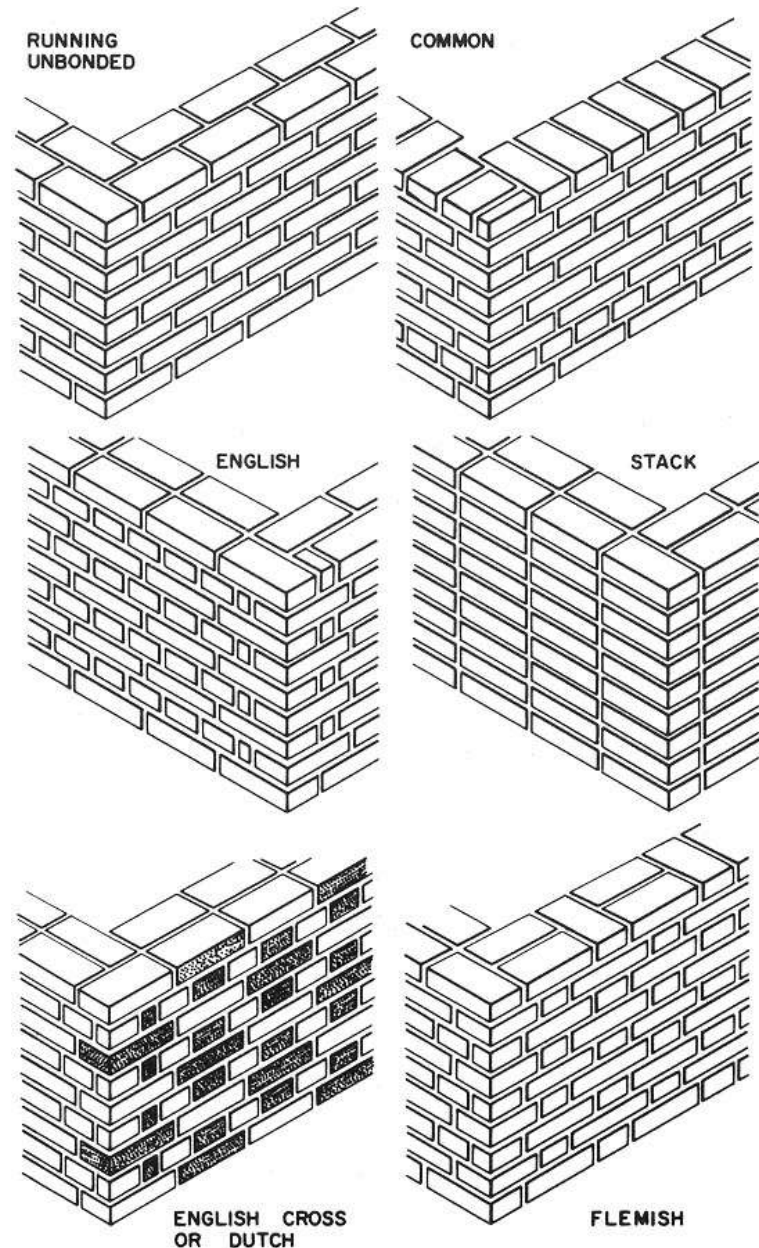 RUNNING
UNBONDED
COMMON
ENGLISH
STACK
ENGLISH CROSS
OR DUTCH
FLEMISH